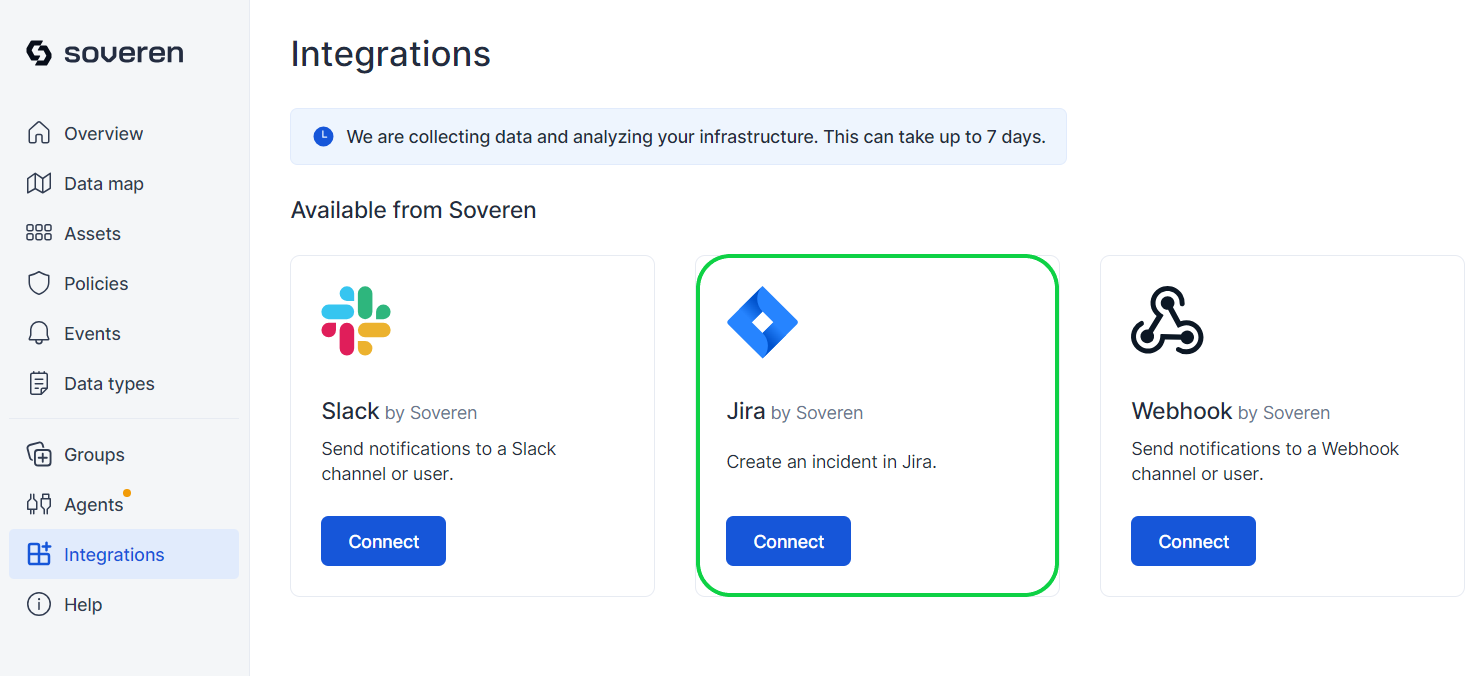 soveren
Overview
Data map
Assets
Policies
Events
Data types
Groups
Agents
Integrations
Help
Integrations
We are collecting data and analyzing your infrastructure. This can take up to 7 days.
Available from Soveren
Slack by Soveren
Send notifications to a Slack
channel or user.
Connect
Jira by Soveren
Create an incident in Jira.
Connect
Webhook by Soveren
Send notifications to a Webhook
channel or user.
Connect